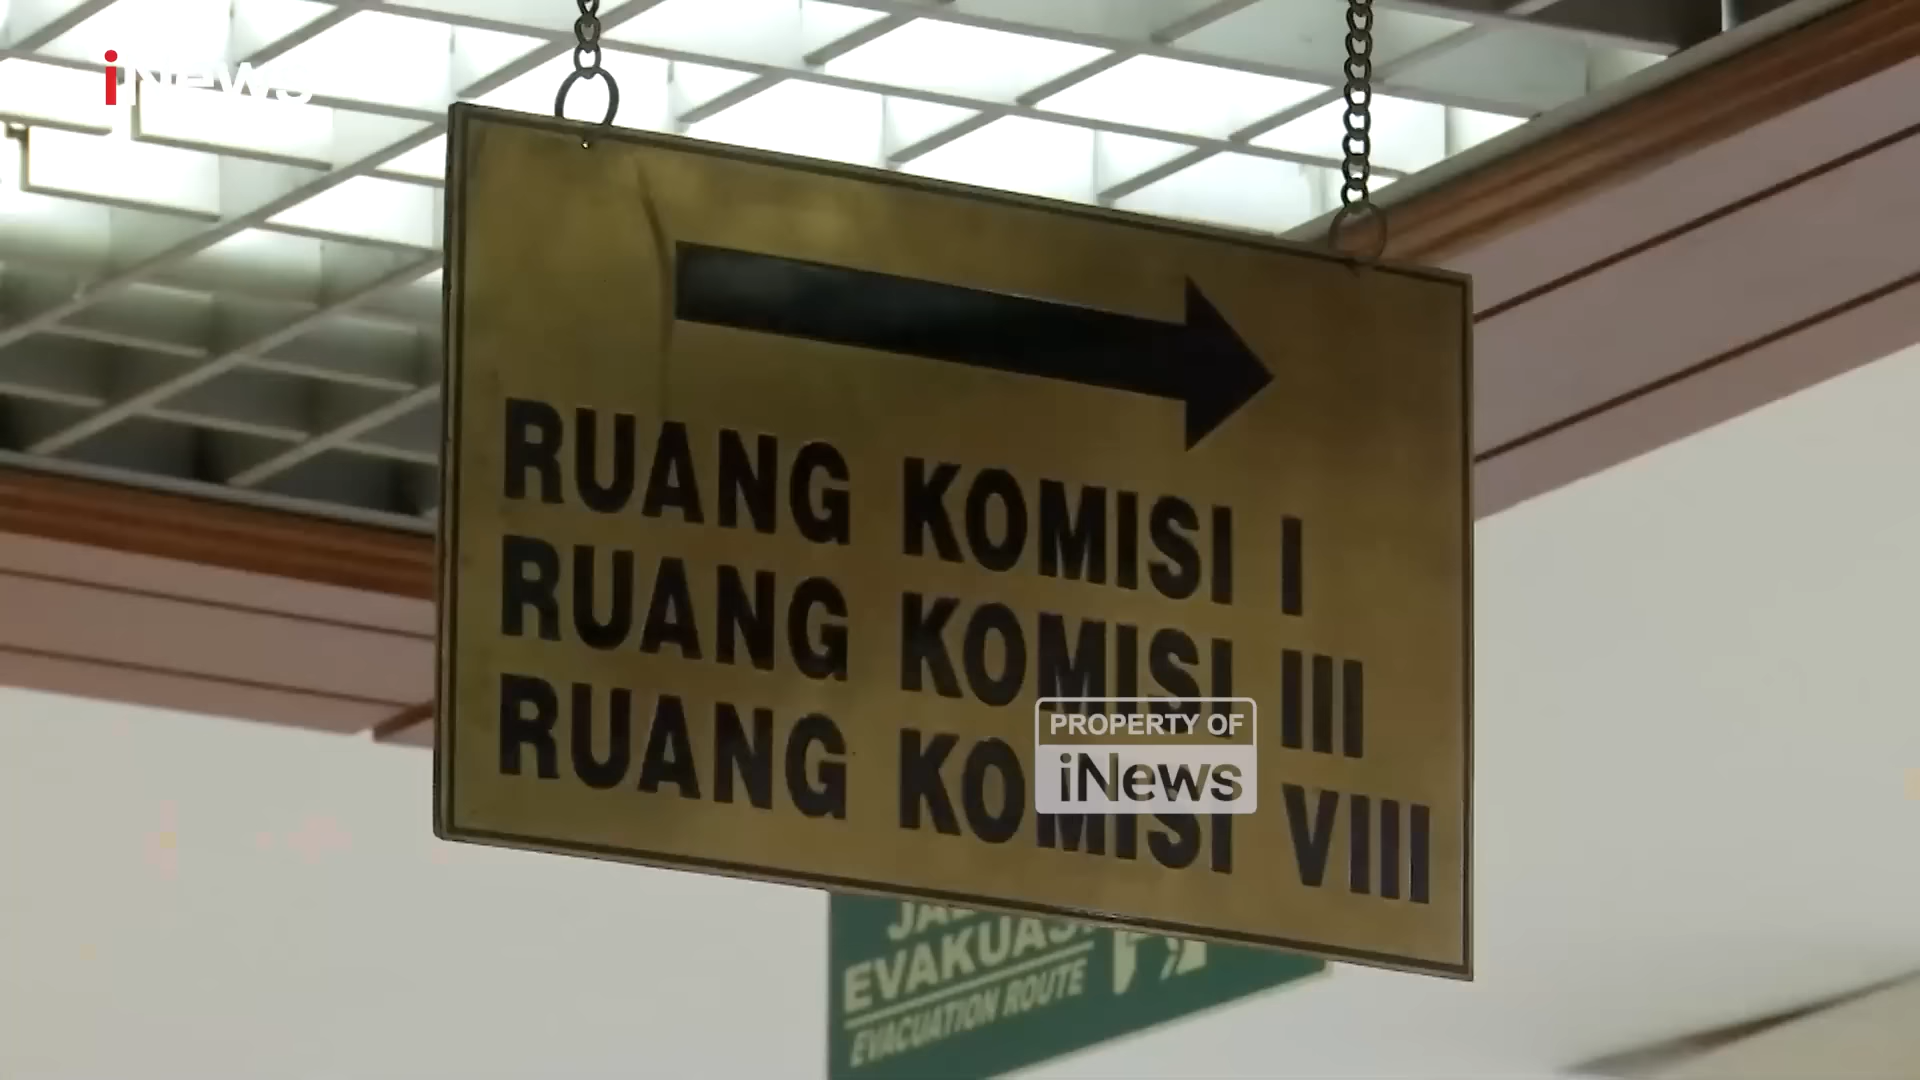 iNews
RUANG KOMISI I
RUANG KOMISI III
RUANG KOMISI VIII
PROPERTY OF
iNews
EVAKUASI
EVACUATION ROUTE